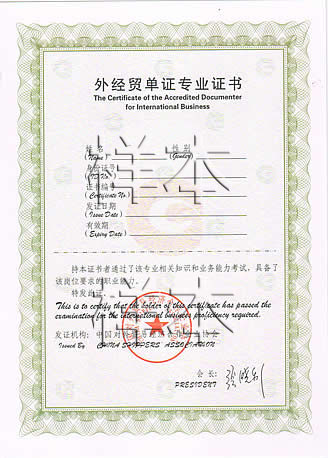 外经贸单证专业证书
The Certificate of the Accredited Documenter
for International Business
姓 名 性 别
(Name) (Gender)
身份证号
(ID No.)
证书编号
(Certificate No.)
发证日期
(Issue Date)
有效期
(Expiry Date)
样本
持本证书者通过了该专业相关知识和业务能力考试，具备了
该岗位要求的职业能力。
特发此证
This is to certify that the holder of this certificate has passed the
examination for the international business proficiency required.
样本
发证机构：中国对外贸易经济合作企业协会
Issued By CHINA SHIPPERS' ASSOCIATION
会 长：
PRESIDENT